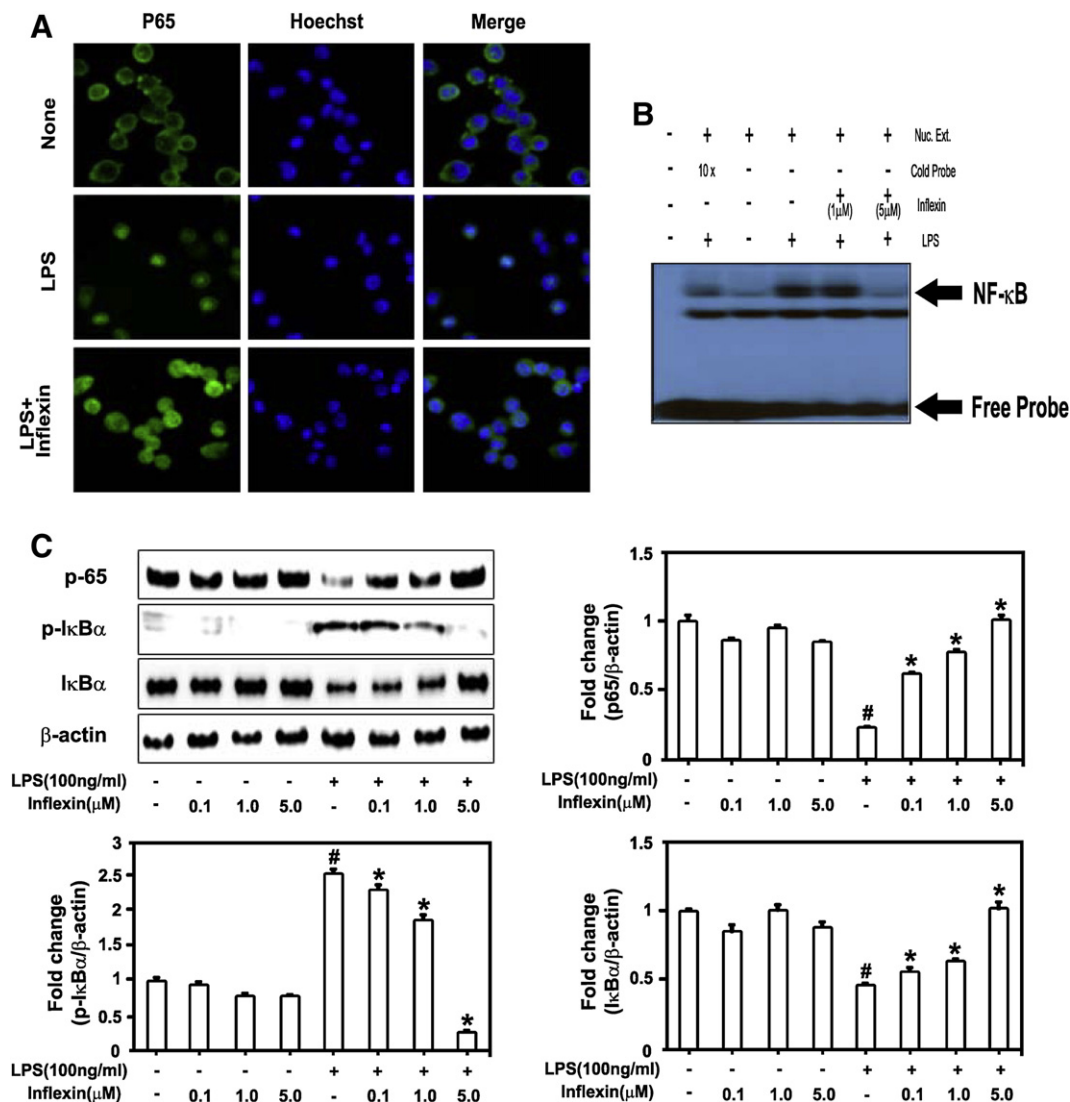 A
P65 Hoechst Merge
None
LPS
LPS+
Inflexin
B
- + + + + + Nuc. Ext.
- 10 x - - - - Cold Probe
- - - - + + Inflexin
(1μM) (5μM)
- + - + + + LPS
NF-κB
Free Probe
C
p-65
p-IκBα
IκBα
β-actin
LPS(100ng/ml) - - - - + + + +
Inflexin(μM) - 0.1 1.0 5.0 - 0.1 1.0 5.0
Fold change
(p65/β-actin)
1.5
1
0.5
0
# * * *
- - - - + + + +
LPS(100ng/ml)
Inflexin(μM) - 0.1 1.0 5.0 - 0.1 1.0 5.0
Fold change
(p-IκBα/β-actin)
3
2.5
2
1.5
1
0.5
0
# * * *
LPS(100ng/ml) - - - - + + + +
Inflexin(μM) - 0.1 1.0 5.0 - 0.1 1.0 5.0
Fold change
(IκBα/β-actin)
1.5
1
0.5
0
# * * *
LPS(100ng/ml) - - - - + + + +
Inflexin(μM) - 0.1 1.0 5.0 - 0.1 1.0 5.0